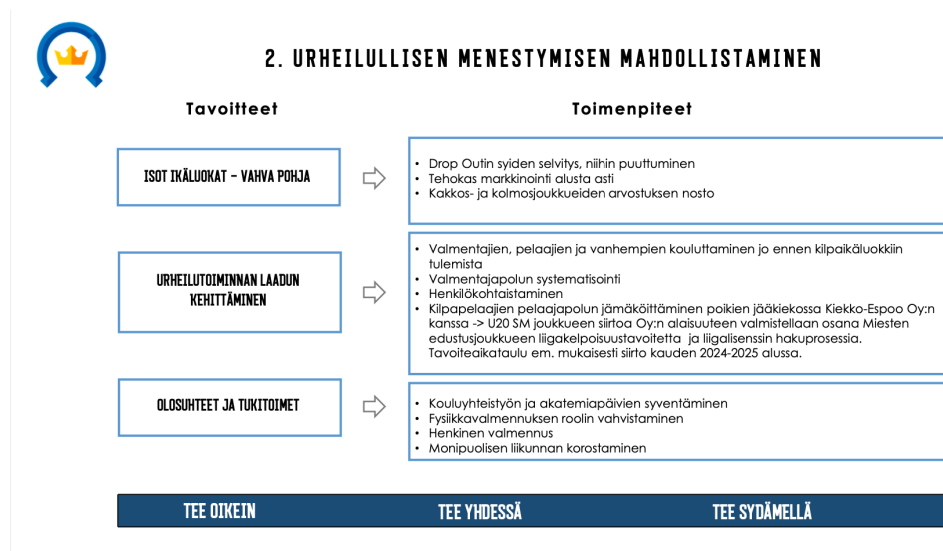 2. URHEILULLISEN MENESTYMISEN MAHDOLLISTAMINEN
Tavoitteet
Toimenpiteet
ISOT IKÄLUOKAT – VAHVA POHJA
• Drop Outin syiden selvitys, niihin puuttuminen
• Tehokas markkinointi alusta asti
• Kakkos- ja kolmosjoukkueiden arvostuksen nosto
URHEILUTOIMINNAN LAADUN
KEHITTÄMINEN
• Valmentajien, pelaajien ja vanhempien kouluttaminen jo ennen kilpaikäluokkiin
tulemista
• Valmentajapolun systematisointi
• Henkilökohtaistaminen
• Kilpapelaajien pelaajapolun jämäköittäminen poikien jääkiekossa Kiekko-Espoo Oy:n
kanssa -> U20 SM joukkueen siirtoa Oy:n alaisuuteen valmistellaan osana Miesten
edustusjoukkueen liigakelpoisuustavoitetta ja liigalisenssin hakuprosessia.
Tavoiteaikataulu em. mukaisesti siirto kauden 2024-2025 alussa.
OLOSUHTEET JA TUKITOIMET
• Kouluyhteistyön ja akatemiapäivien syventäminen
• Fysiikkavalmennuksen roolin vahvistaminen
• Henkinen valmennus
• Monipuolisen liikunnan korostaminen
TEE OIKEIN
TEE YHDESSÄ
TEE SYDÄMELLÄ